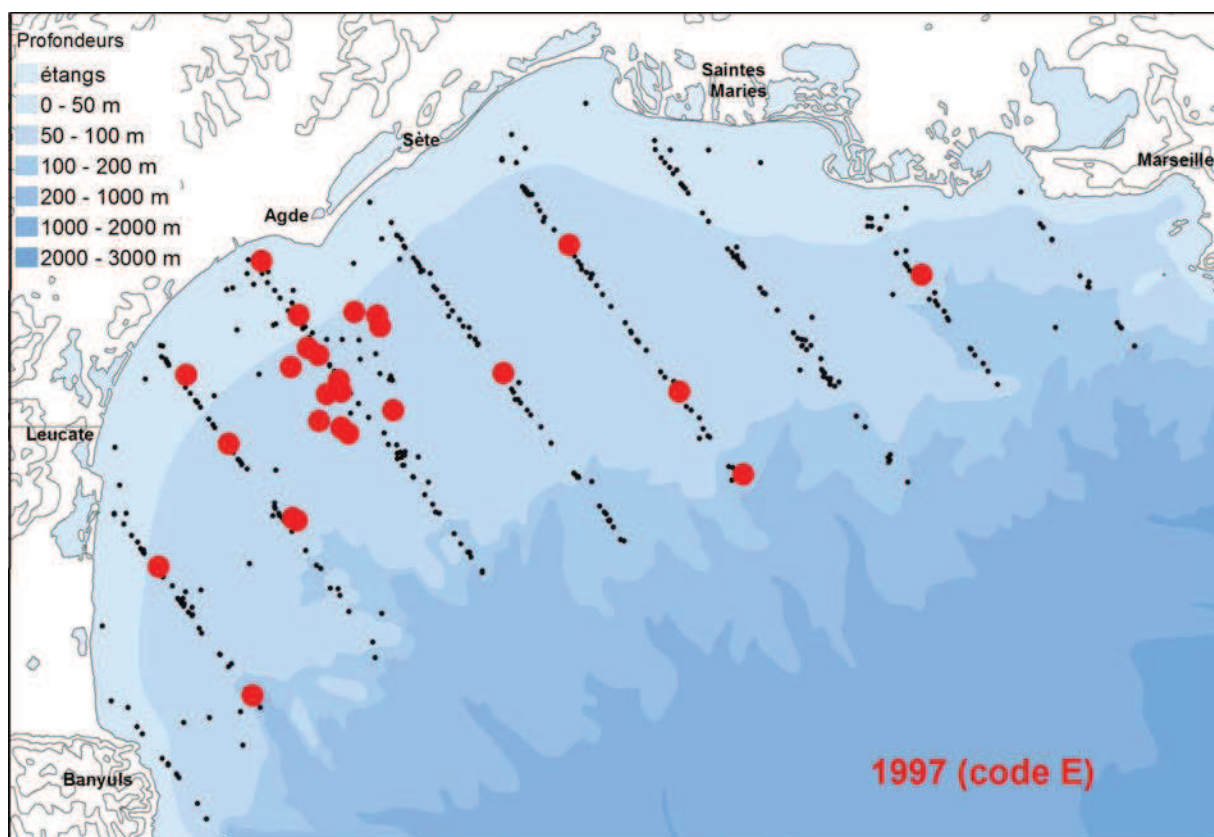 Profondeurs
étangs
0 - 50 m
50 - 100 m
100 - 200 m
200 - 1000 m
1000 - 2000 m
2000 - 3000 m
Saintes
Maries
Sète
Marseille
Agde
Leucate
Banyuls
1997 (code E)